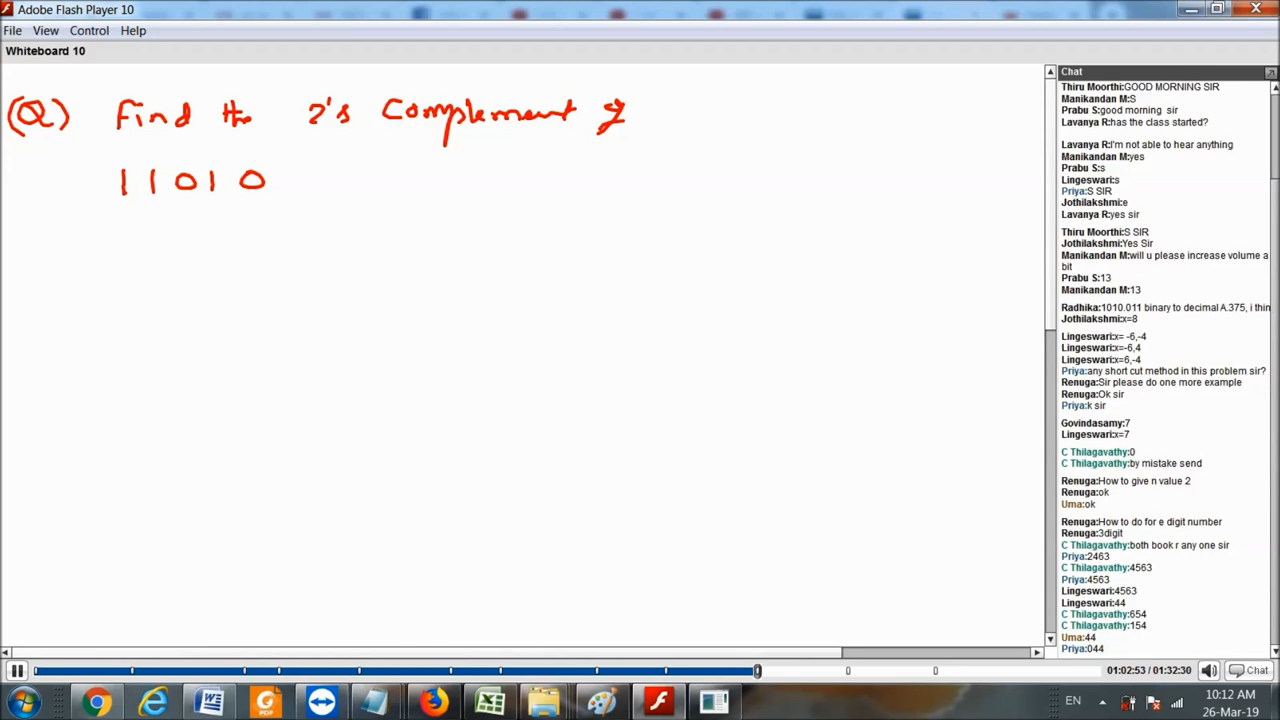 Adobe Flash Player 10
File View Control Help
Whiteboard 10
(Q) Find the 2's Complement of
11010
Chat
Thiru Moorthi:GOOD MORNING SIR
Manikandan M:S
Prabu S:good morning sir
Lavanya R:has the class started?
Lavanya R:I'm not able to hear anything
Manikandan M:yes
Prabu S:s
Lingeswari:s
Priya:S SIR
Jothilakshmi:e
Lavanya R:yes sir
Thiru Moorthi:S SIR
Jothilakshmi:Yes Sir
Manikandan M:will u please increase volume a
bit
Prabu S:13
Manikandan M:13
Radhika:1010.011 binary to decimal A.375, i thin
Jothilakshmi:x=8
Lingeswari:x= -6,-4
Lingeswari:x=-6,4
Lingeswari:x=6,-4
Priya:any short cut method in this problem sir?
Renuga:Sir please do one more example
Renuga:Ok sir
Priya:k sir
Govindasamy:7
Lingeswari:x=7
C Thilagavathy:0
C Thilagavathy:by mistake send
Renuga:How to give n value 2
Renuga:ok
Uma:ok
Renuga:How to do for e digit number
Renuga:3digit
C Thilagavathy:both book r any one sir
Priya:2463
C Thilagavathy:4563
Priya:4563
Lingeswari:4563
Lingeswari:44
C Thilagavathy:654
C Thilagavathy:154
Uma:44
Priya:044
01:02:53 / 01:32:30 Chat
EN 10:12 AM
26-Mar-19